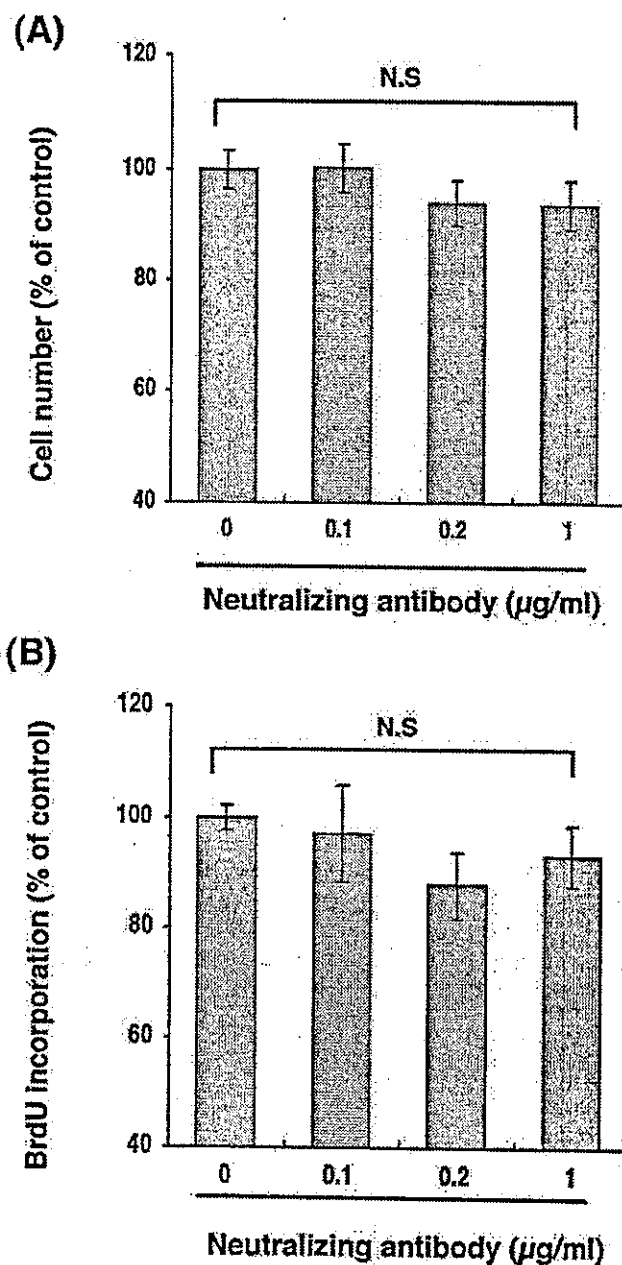 (A)
Cell number (% of control)
120
100
80
60
40
N.S
0 0.1 0.2 1
Neutralizing antibody (µg/ml)
(B)
BrdU incorporation (% of control)
120
100
80
60
40
N.S
0 0.1 0.2 1
Neutralizing antibody (µg/ml)